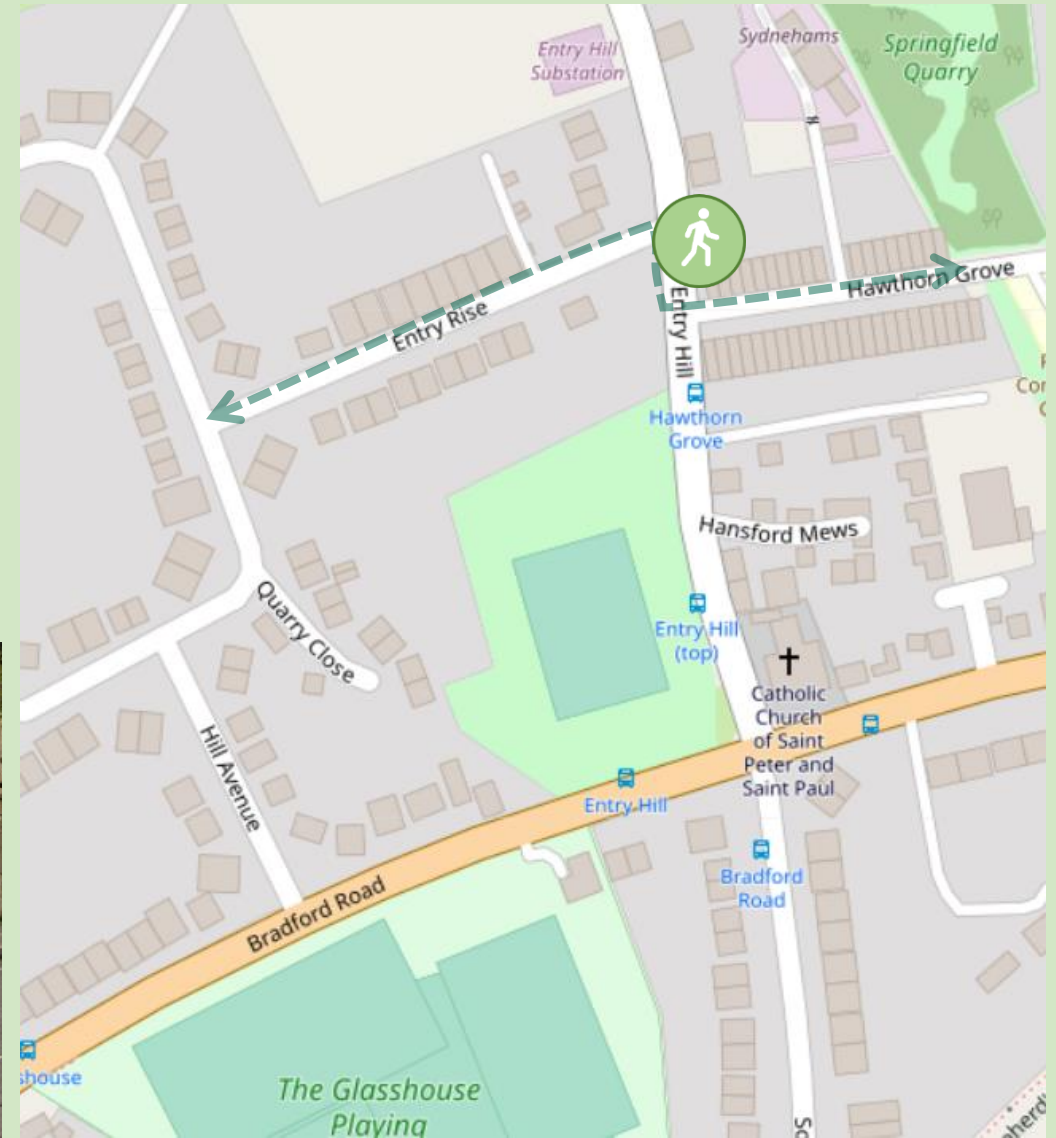 Entry Hill
Substation
Sydnehams
Springfield
Quarry
Entry Rise
Entry Hill
Hawthorn Grove
Hawthorn
Grove
Hansford Mews
Quarry Close
Entry Hill
(top)
Catholic
Church
of Saint
Peter and
Saint Paul
Hill Avenue
Entry Hill
Bradford
Road
Bradford Road
The Glasshouse
Playing